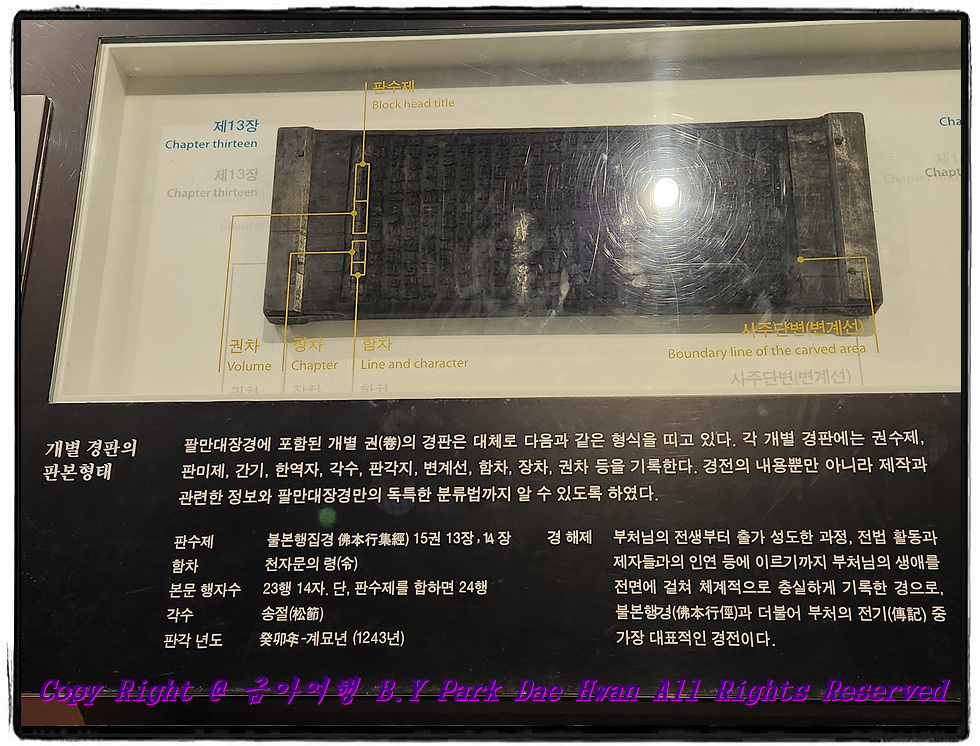 판수제
Block head title
제13장
Chapter thirteen
제13장
Chapter thirteen
권차
Volume
장차
Chapter
함차
Line and character
사주단변(변계선)
Boundary line of the carved area
사주단변(변계선)
개별 경판의
판본형태
팔만대장경에 포함된 개별 권(卷)의 경판은 대체로 다음과 같은 형식을 띠고 있다. 각 개별 경판에는 권수제,
판미제, 간기, 한역자, 각수, 판각지, 변계선, 함차, 장차, 권차 등을 기록한다. 경전의 내용뿐만 아니라 제작과
관련한 정보와 팔만대장경만의 독특한 분류법까지 알 수 있도록 하였다.
판수제 불본행집경 佛本行集經) 15권 13장, 14장
함차 천자문의 령(令)
본문 행자수 23행 14자. 단, 판수제를 합하면 24행
각수 송절(松節)
판각 년도 癸卯年-계묘년 (1243년)
경 해제 부처님의 전생부터 출가 성도한 과정, 전법 활동과
제자들과의 인연 등에 이르기까지 부처님의 생애를
전면에 걸쳐 체계적으로 충실하게 기록한 경으로,
불본행경(佛本行經)과 더불어 부처의 전기(傳記) 중
가장 대표적인 경전이다.
Copy Right @ 금아여행 B.Y Park Dae Hwan All Rights Reserved